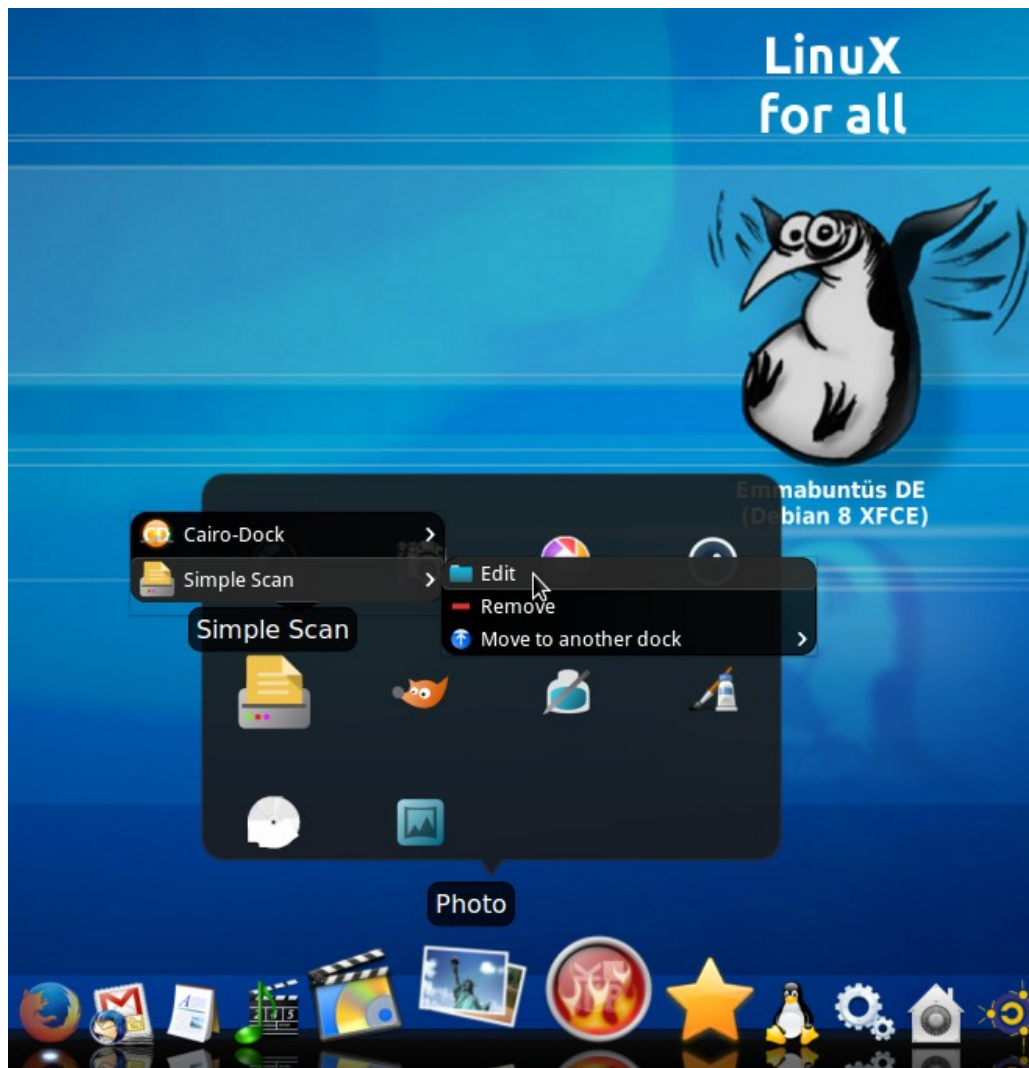 LinuX
for all
Emmabuntüs DE
(Debian 8 XFCE)
CD Cairo-Dock
Simple Scan
Edit
Remove
Move to another dock
Simple Scan
Photo